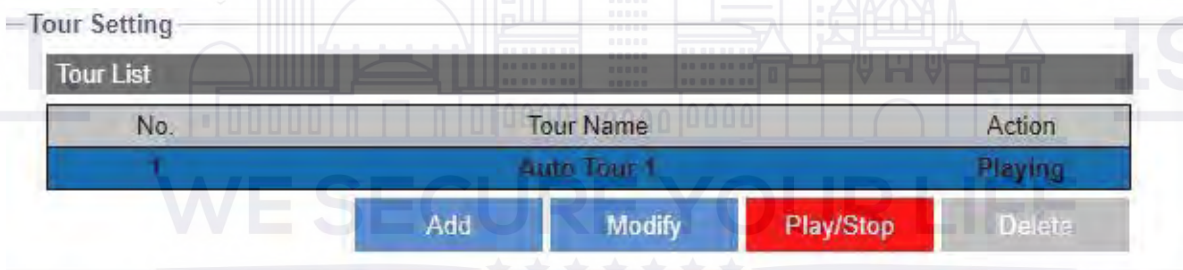 Tour Setting
Tour List
No. Tour Name Action
1 Auto Tour 1 Playing
Add Modify Play/Stop Delete
WE SECURE YOUR LIFE